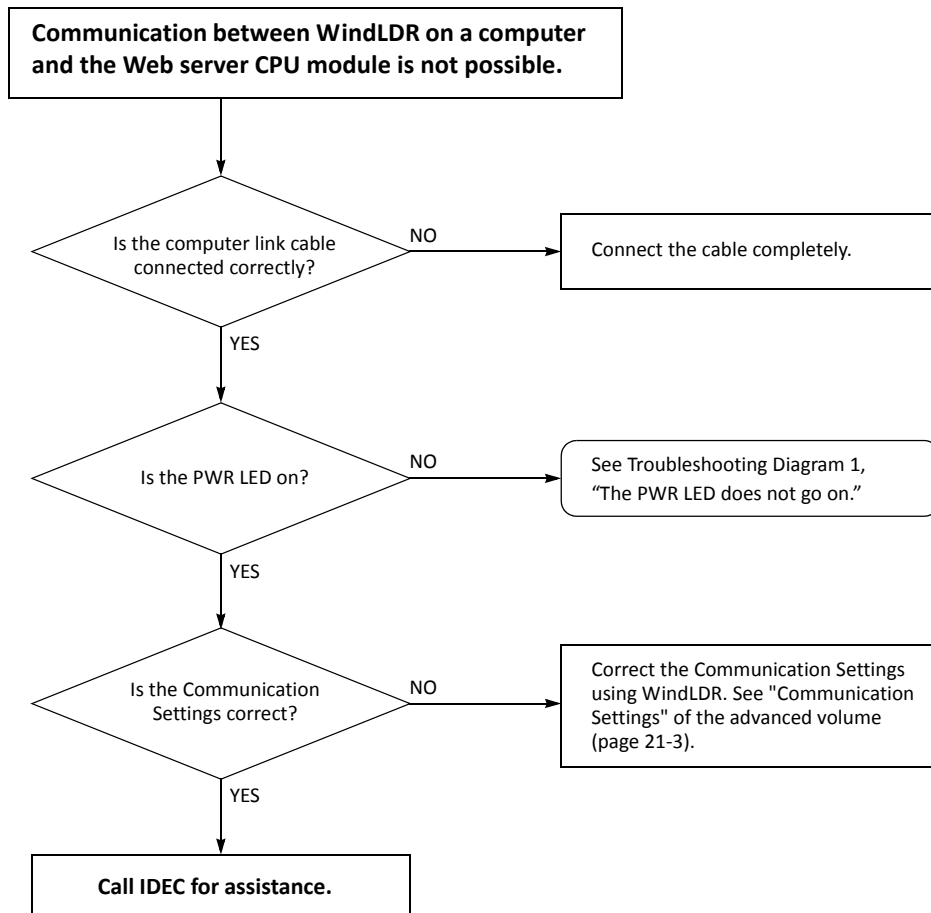 Communication between WindLDR on a computer
and the Web server CPU module is not possible.
Is the computer link cable
connected correctly?
NO
Connect the cable completely.
YES
Is the PWR LED on?
NO
See Troubleshooting Diagram 1,
“The PWR LED does not go on.”
YES
Is the Communication
Settings correct?
NO
Correct the Communication Settings
using WindLDR. See "Communication
Settings" of the advanced volume
(page 21-3).
YES
Call IDEC for assistance.